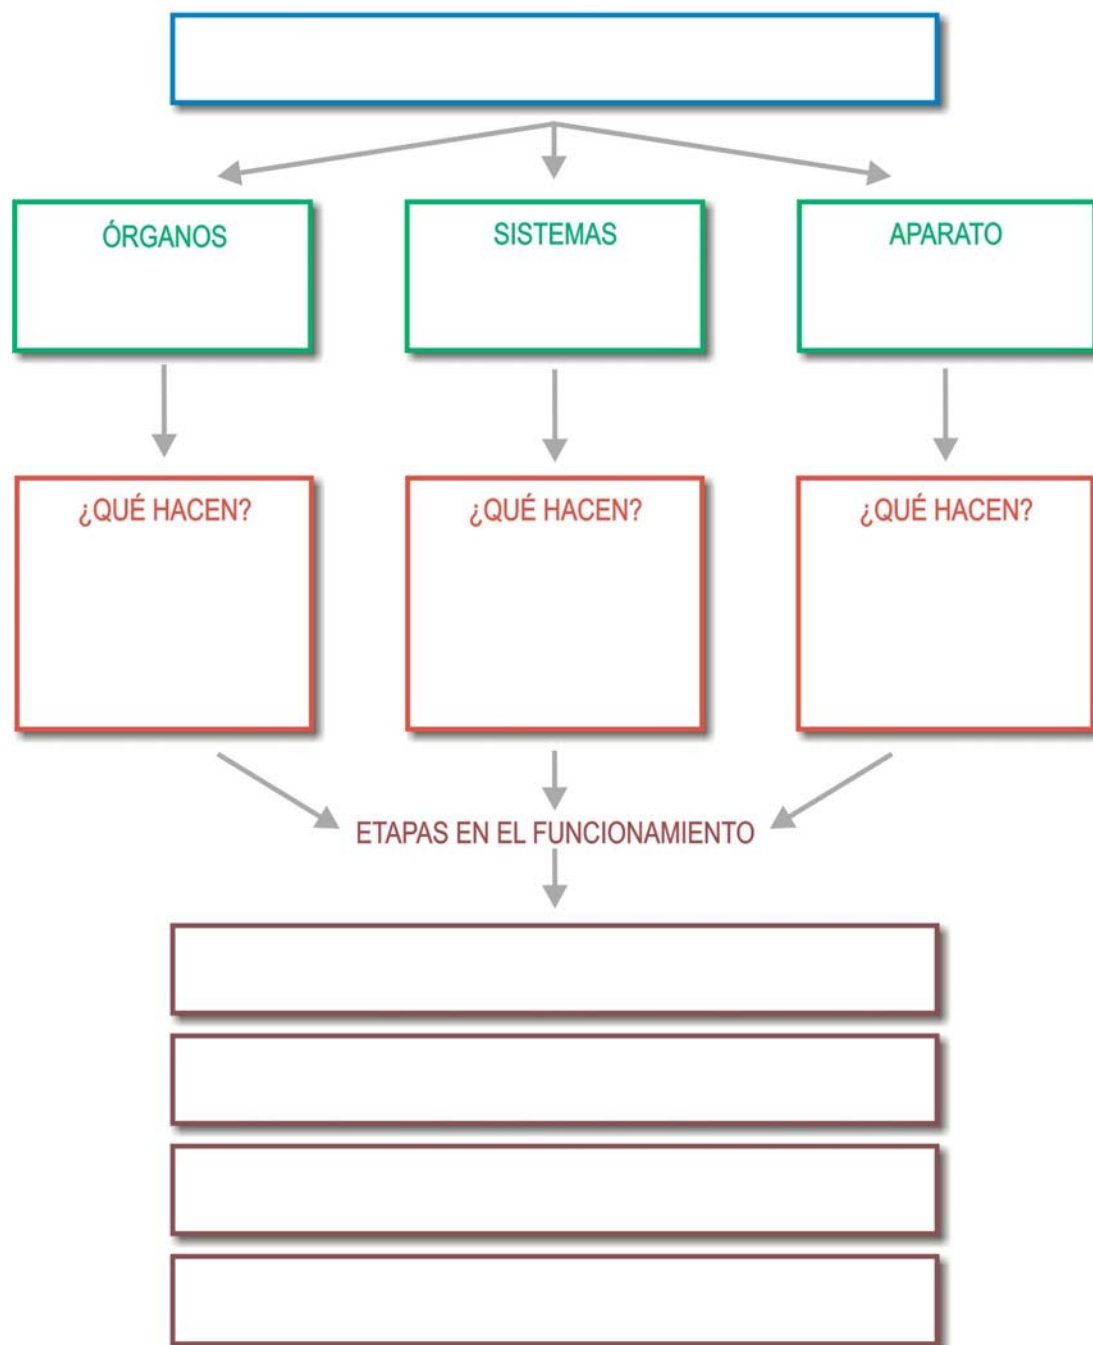 ÓRGANOS
SISTEMAS
APARATO
¿QUÉ HACEN?
¿QUÉ HACEN?
¿QUÉ HACEN?
ETAPAS EN EL FUNCIONAMIENTO